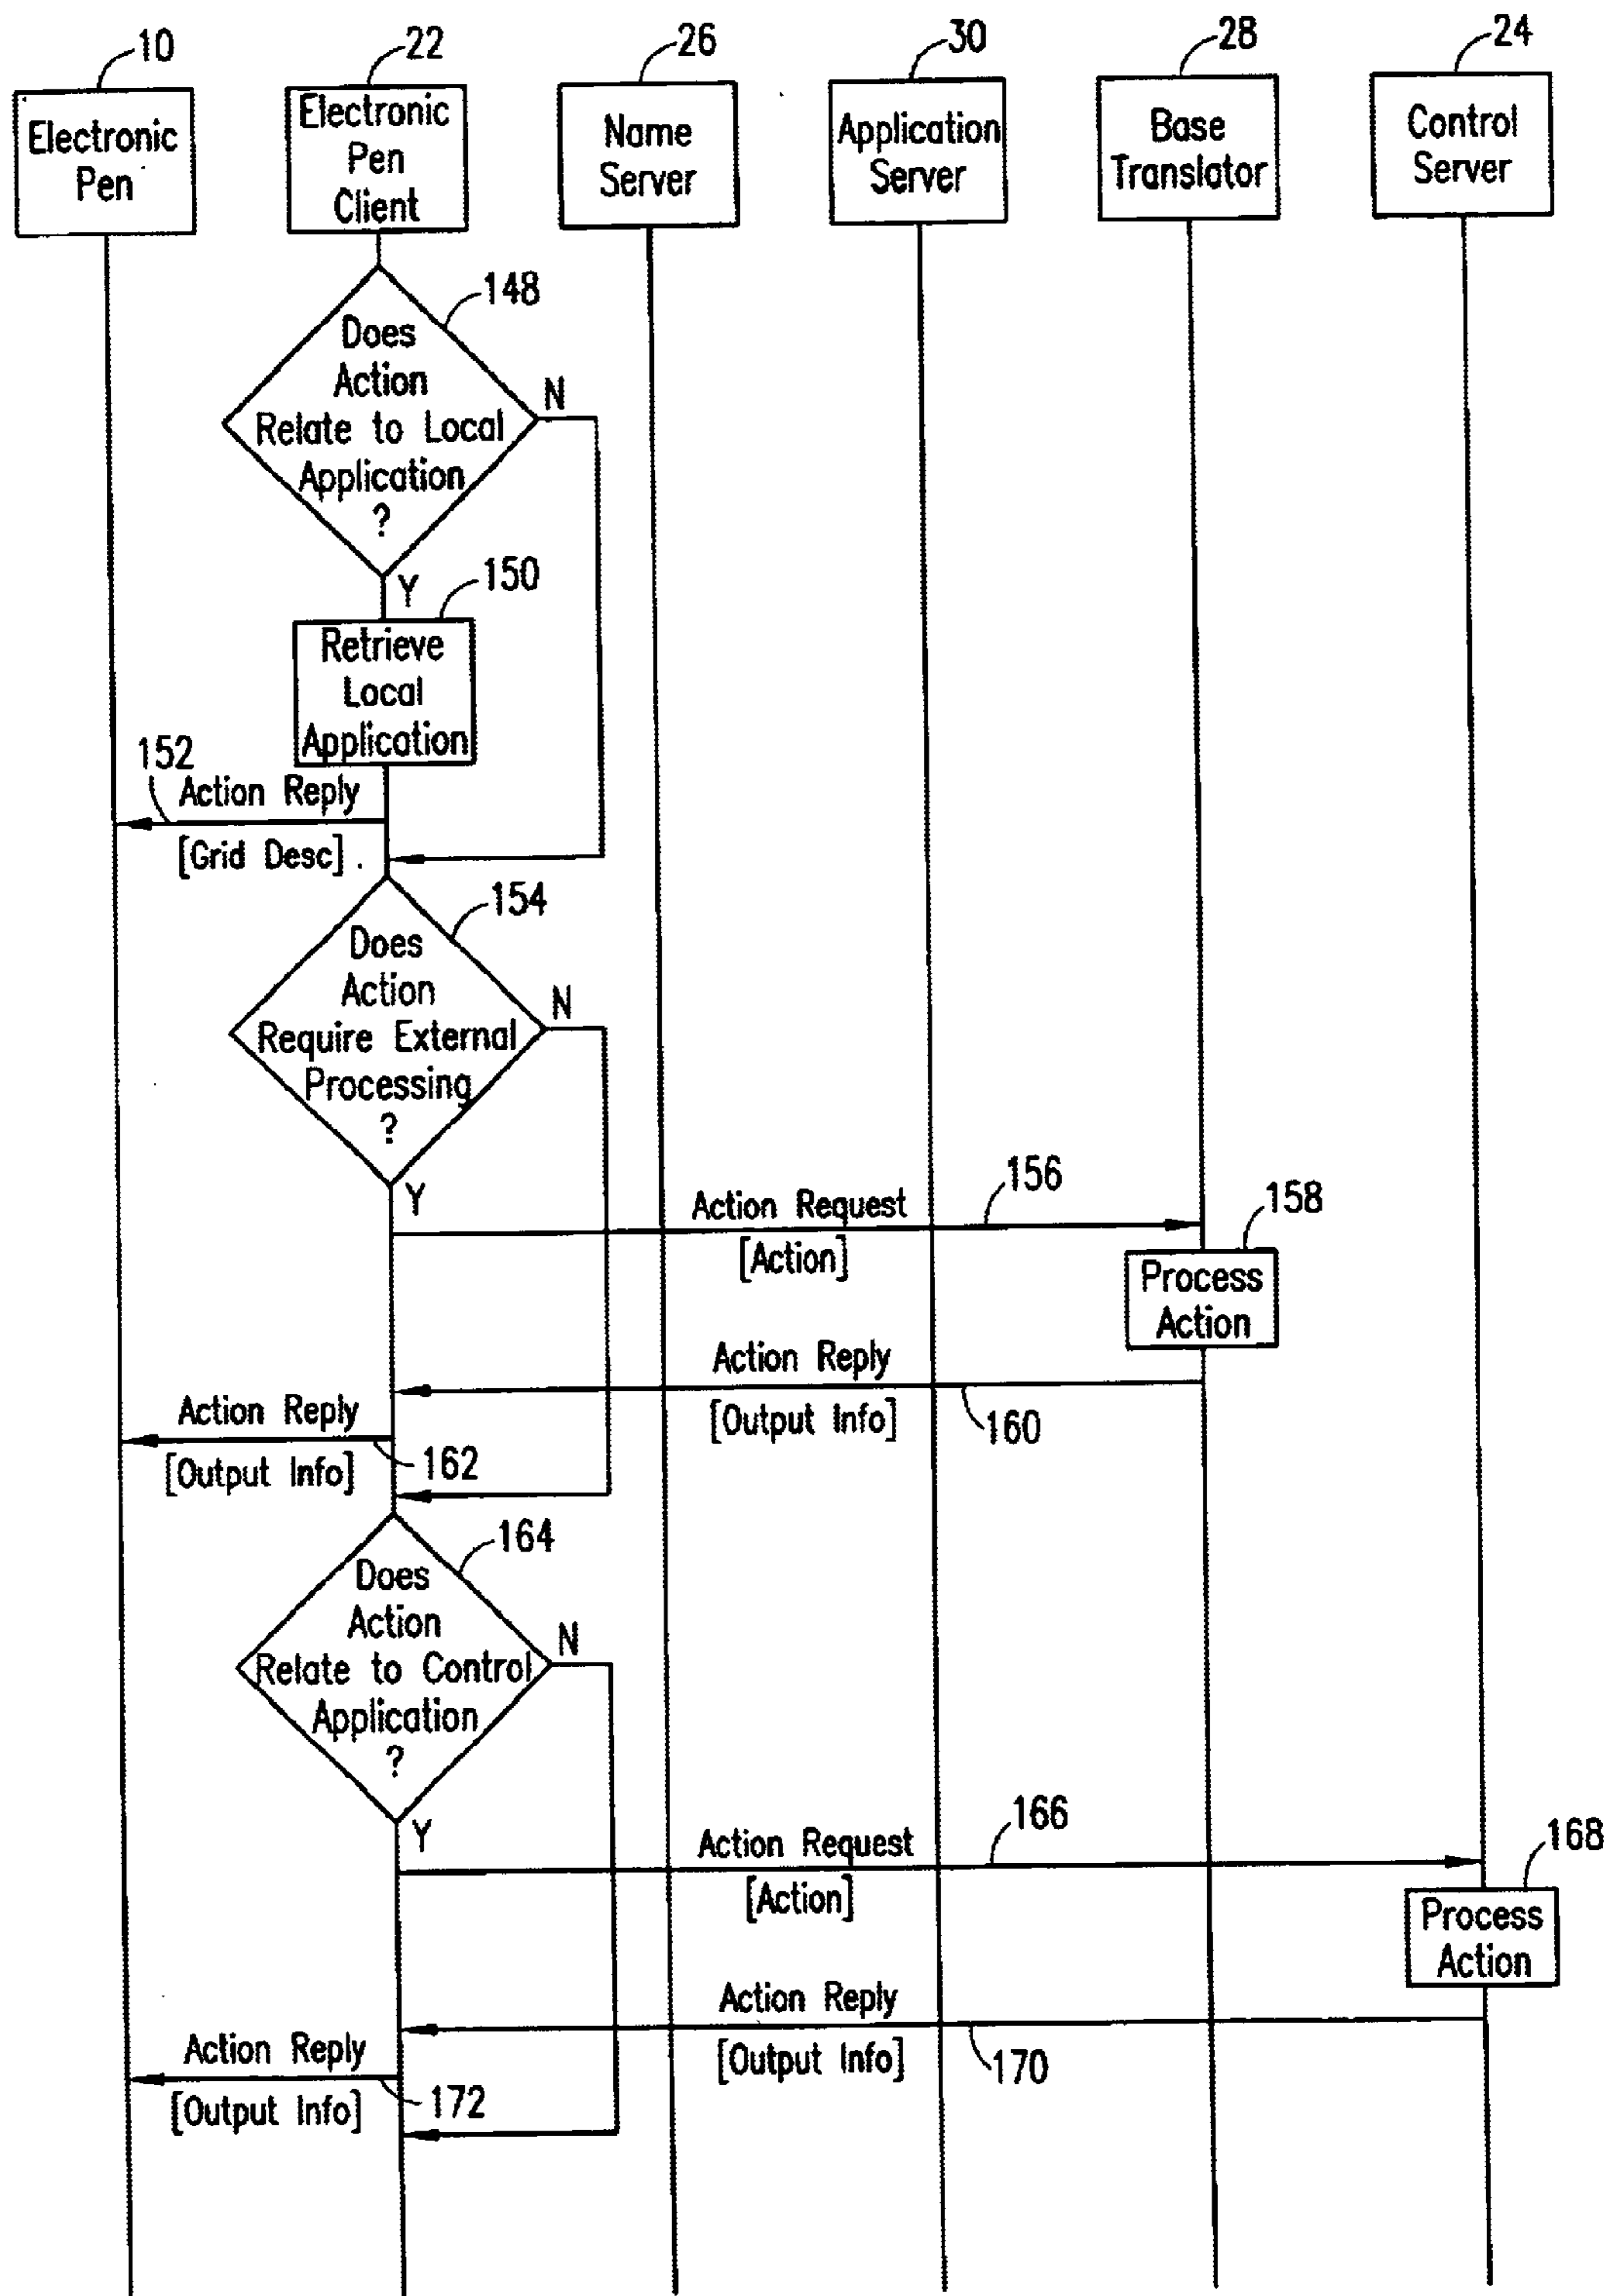 10
22
26
30
28
24
Electronic
Pen
Electronic
Pen
Client
Name
Server
Application
Server
Base
Translator
Control
Server
148
Does
Action
Relate to Local
Application
?
N
Y
150
Retrieve
Local
Application
152
Action Reply
[Grid Desc]
154
Does
Action
Require External
Processing
?
N
Y
Action Request
[Action]
156
158
Process
Action
Action Reply
[Output Info]
160
Action Reply
[Output Info]
162
164
Does
Action
Relate to Control
Application
?
N
Y
Action Request
[Action]
166
168
Process
Action
Action Reply
[Output Info]
170
Action Reply
[Output Info]
172